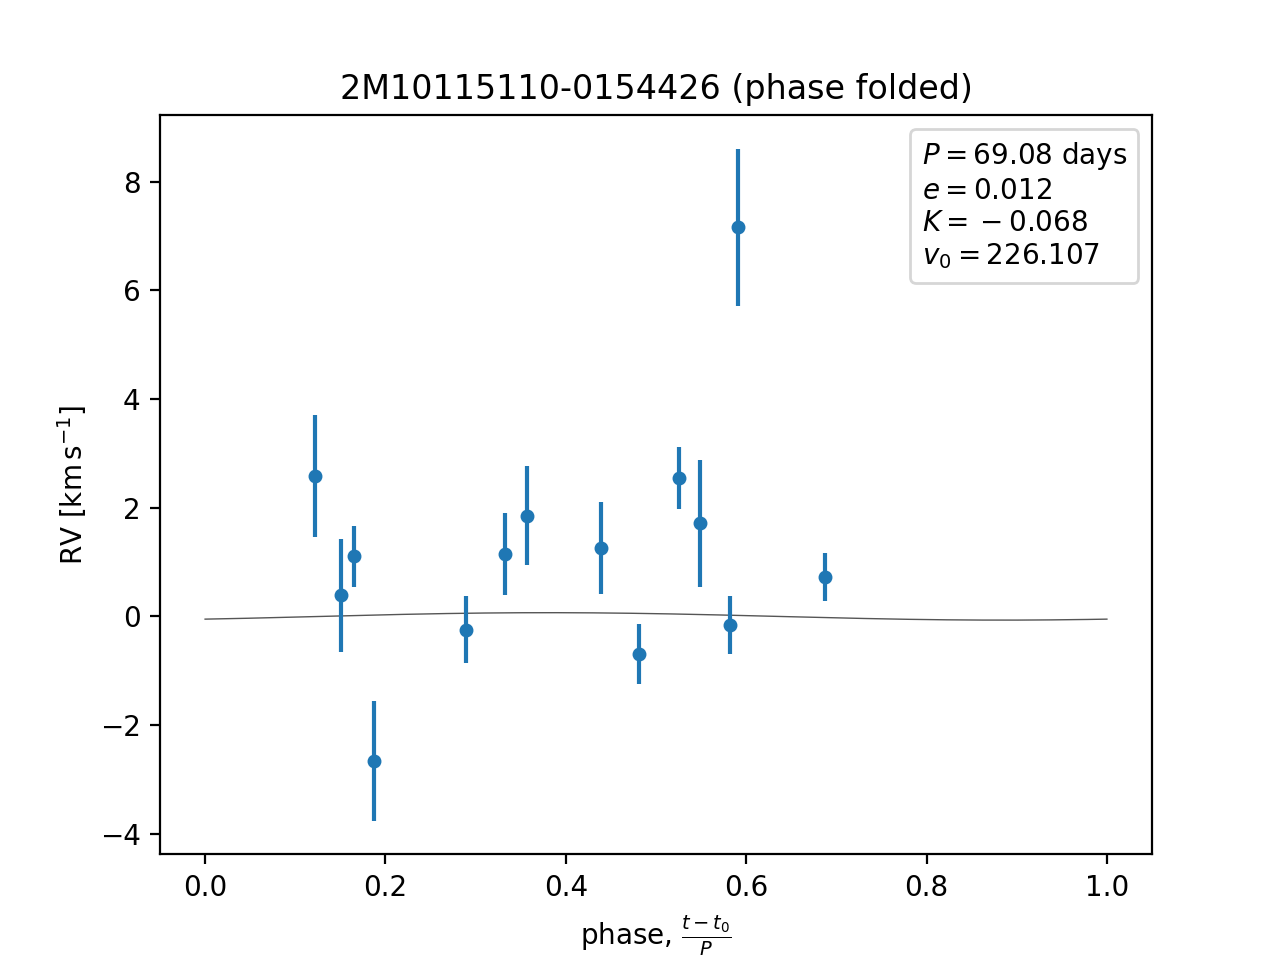 2M10115110-0154426 (phase folded)
P = 69.08 days
e = 0.012
K = −0.068
v₀ = 226.107
8
6
4
2
0
−2
−4
RV [km s⁻¹]
0.0 0.2 0.4 0.6 0.8 1.0
phase, (t − t₀)/P